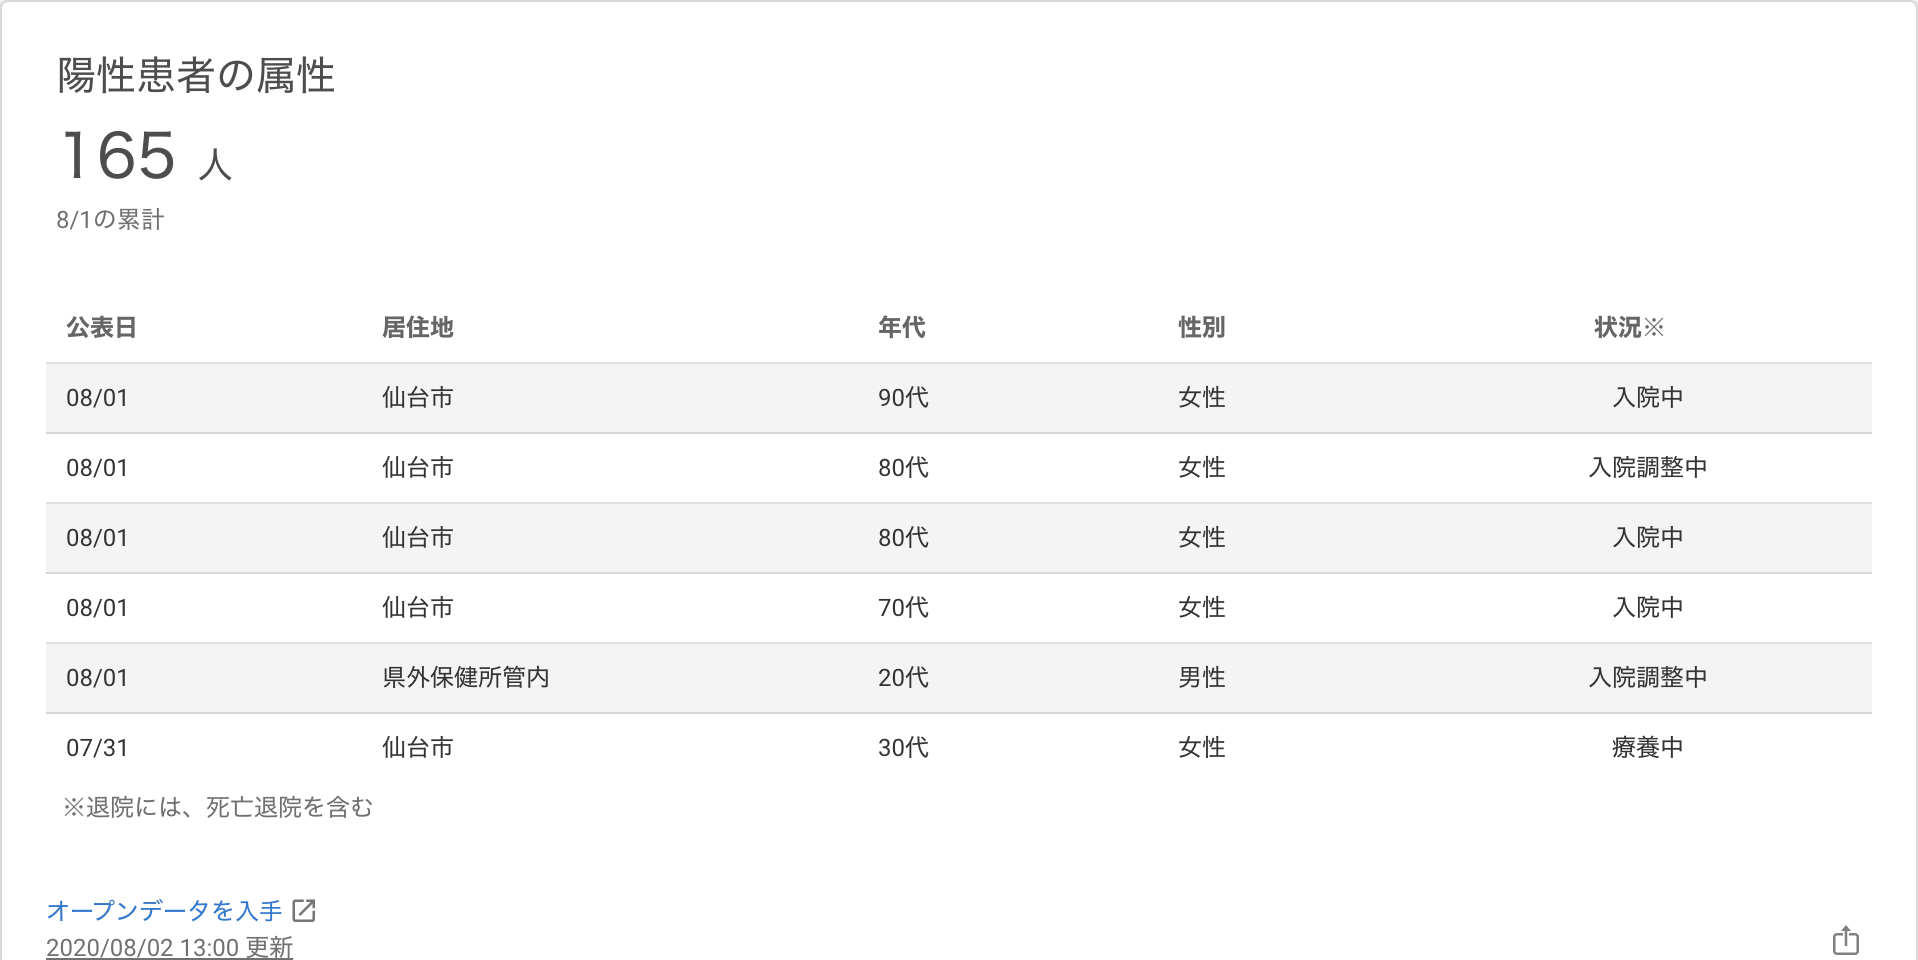 陽性患者の属性
165 人
8/1の累計
公表日 居住地 年代 性別 状況※
08/01 仙台市 90代 女性 入院中
08/01 仙台市 80代 女性 入院調整中
08/01 仙台市 80代 女性 入院中
08/01 仙台市 70代 女性 入院中
08/01 県外保健所管内 20代 男性 入院調整中
07/31 仙台市 30代 女性 療養中
※退院には、死亡退院を含む
オープンデータを入手
2020/08/02 13:00 更新